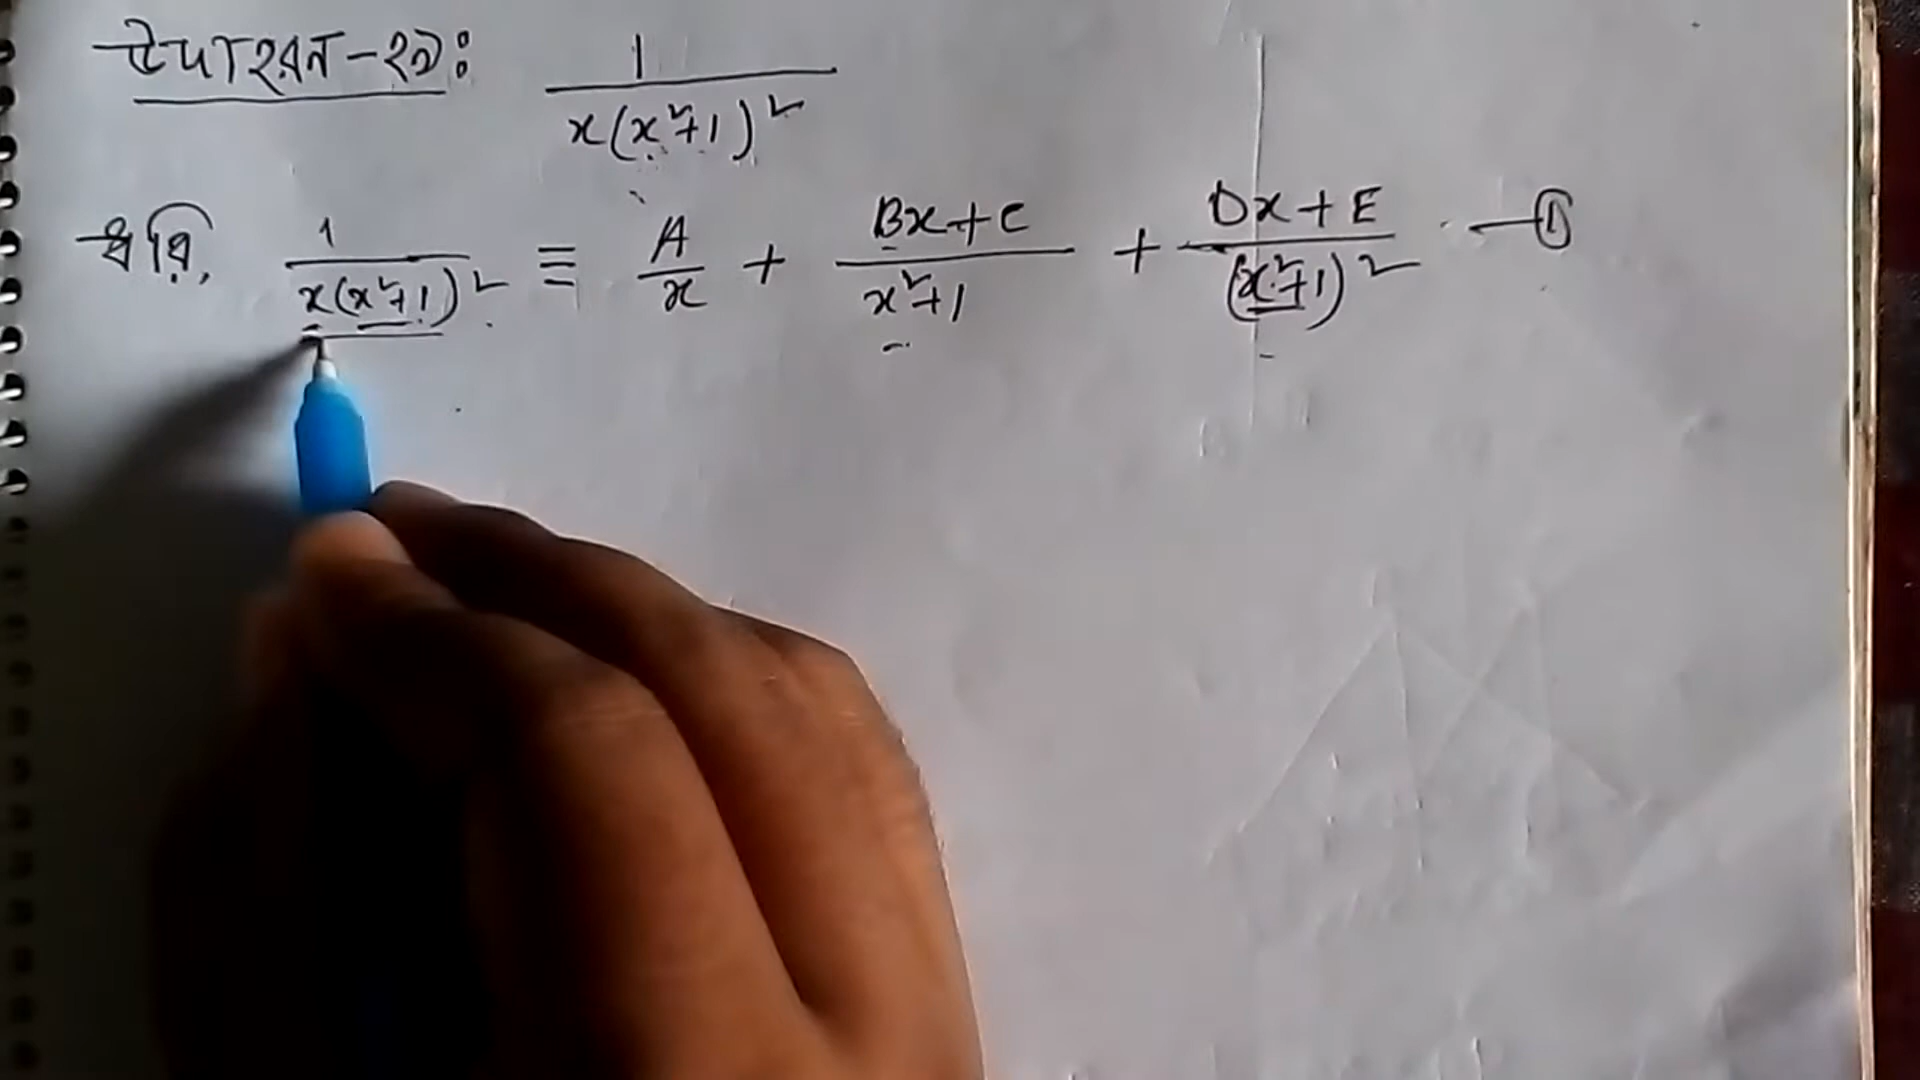 উদাহরন-২৯: 1/x(x²+1)²
ধরি, 1/x(x²+1)² ≡ A/x + Bx+C/x²+1 + Dx+E/(x²+1)² —①